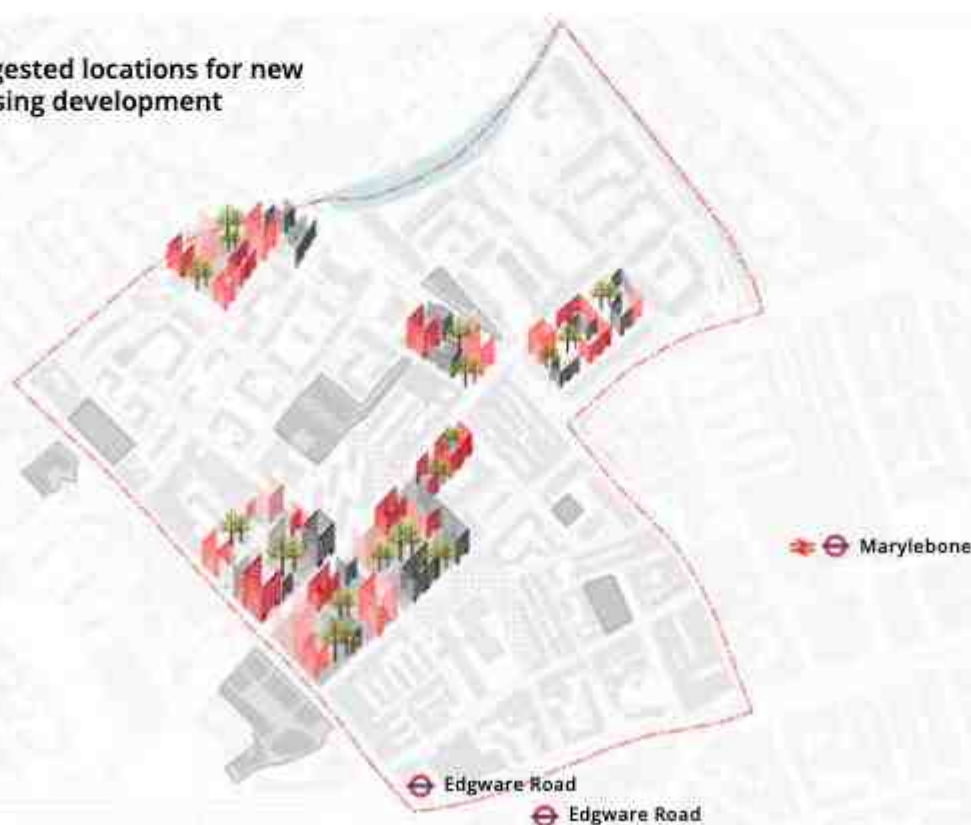 gested locations for new
sing development
Marylebone
Edgware Road
Edgware Road